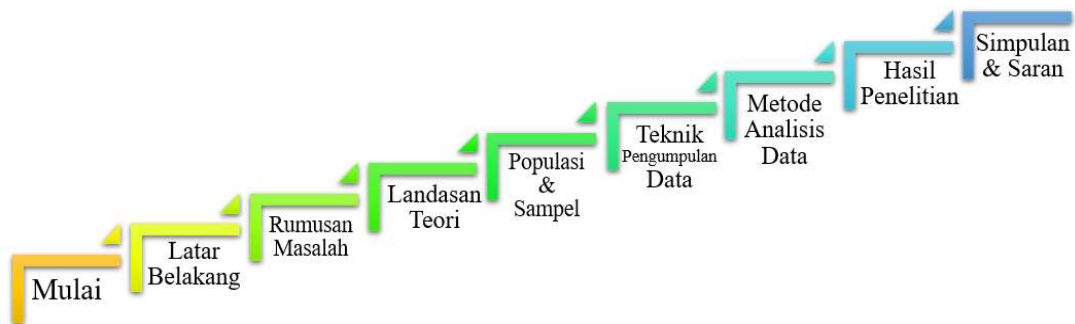 Mulai
Latar
Belakang
Rumusan
Masalah
Landasan
Teori
Populasi
&
Sampel
Teknik
Pengumpulan
Data
Metode
Analisis
Data
Hasil
Penelitian
Simpulan
& Saran